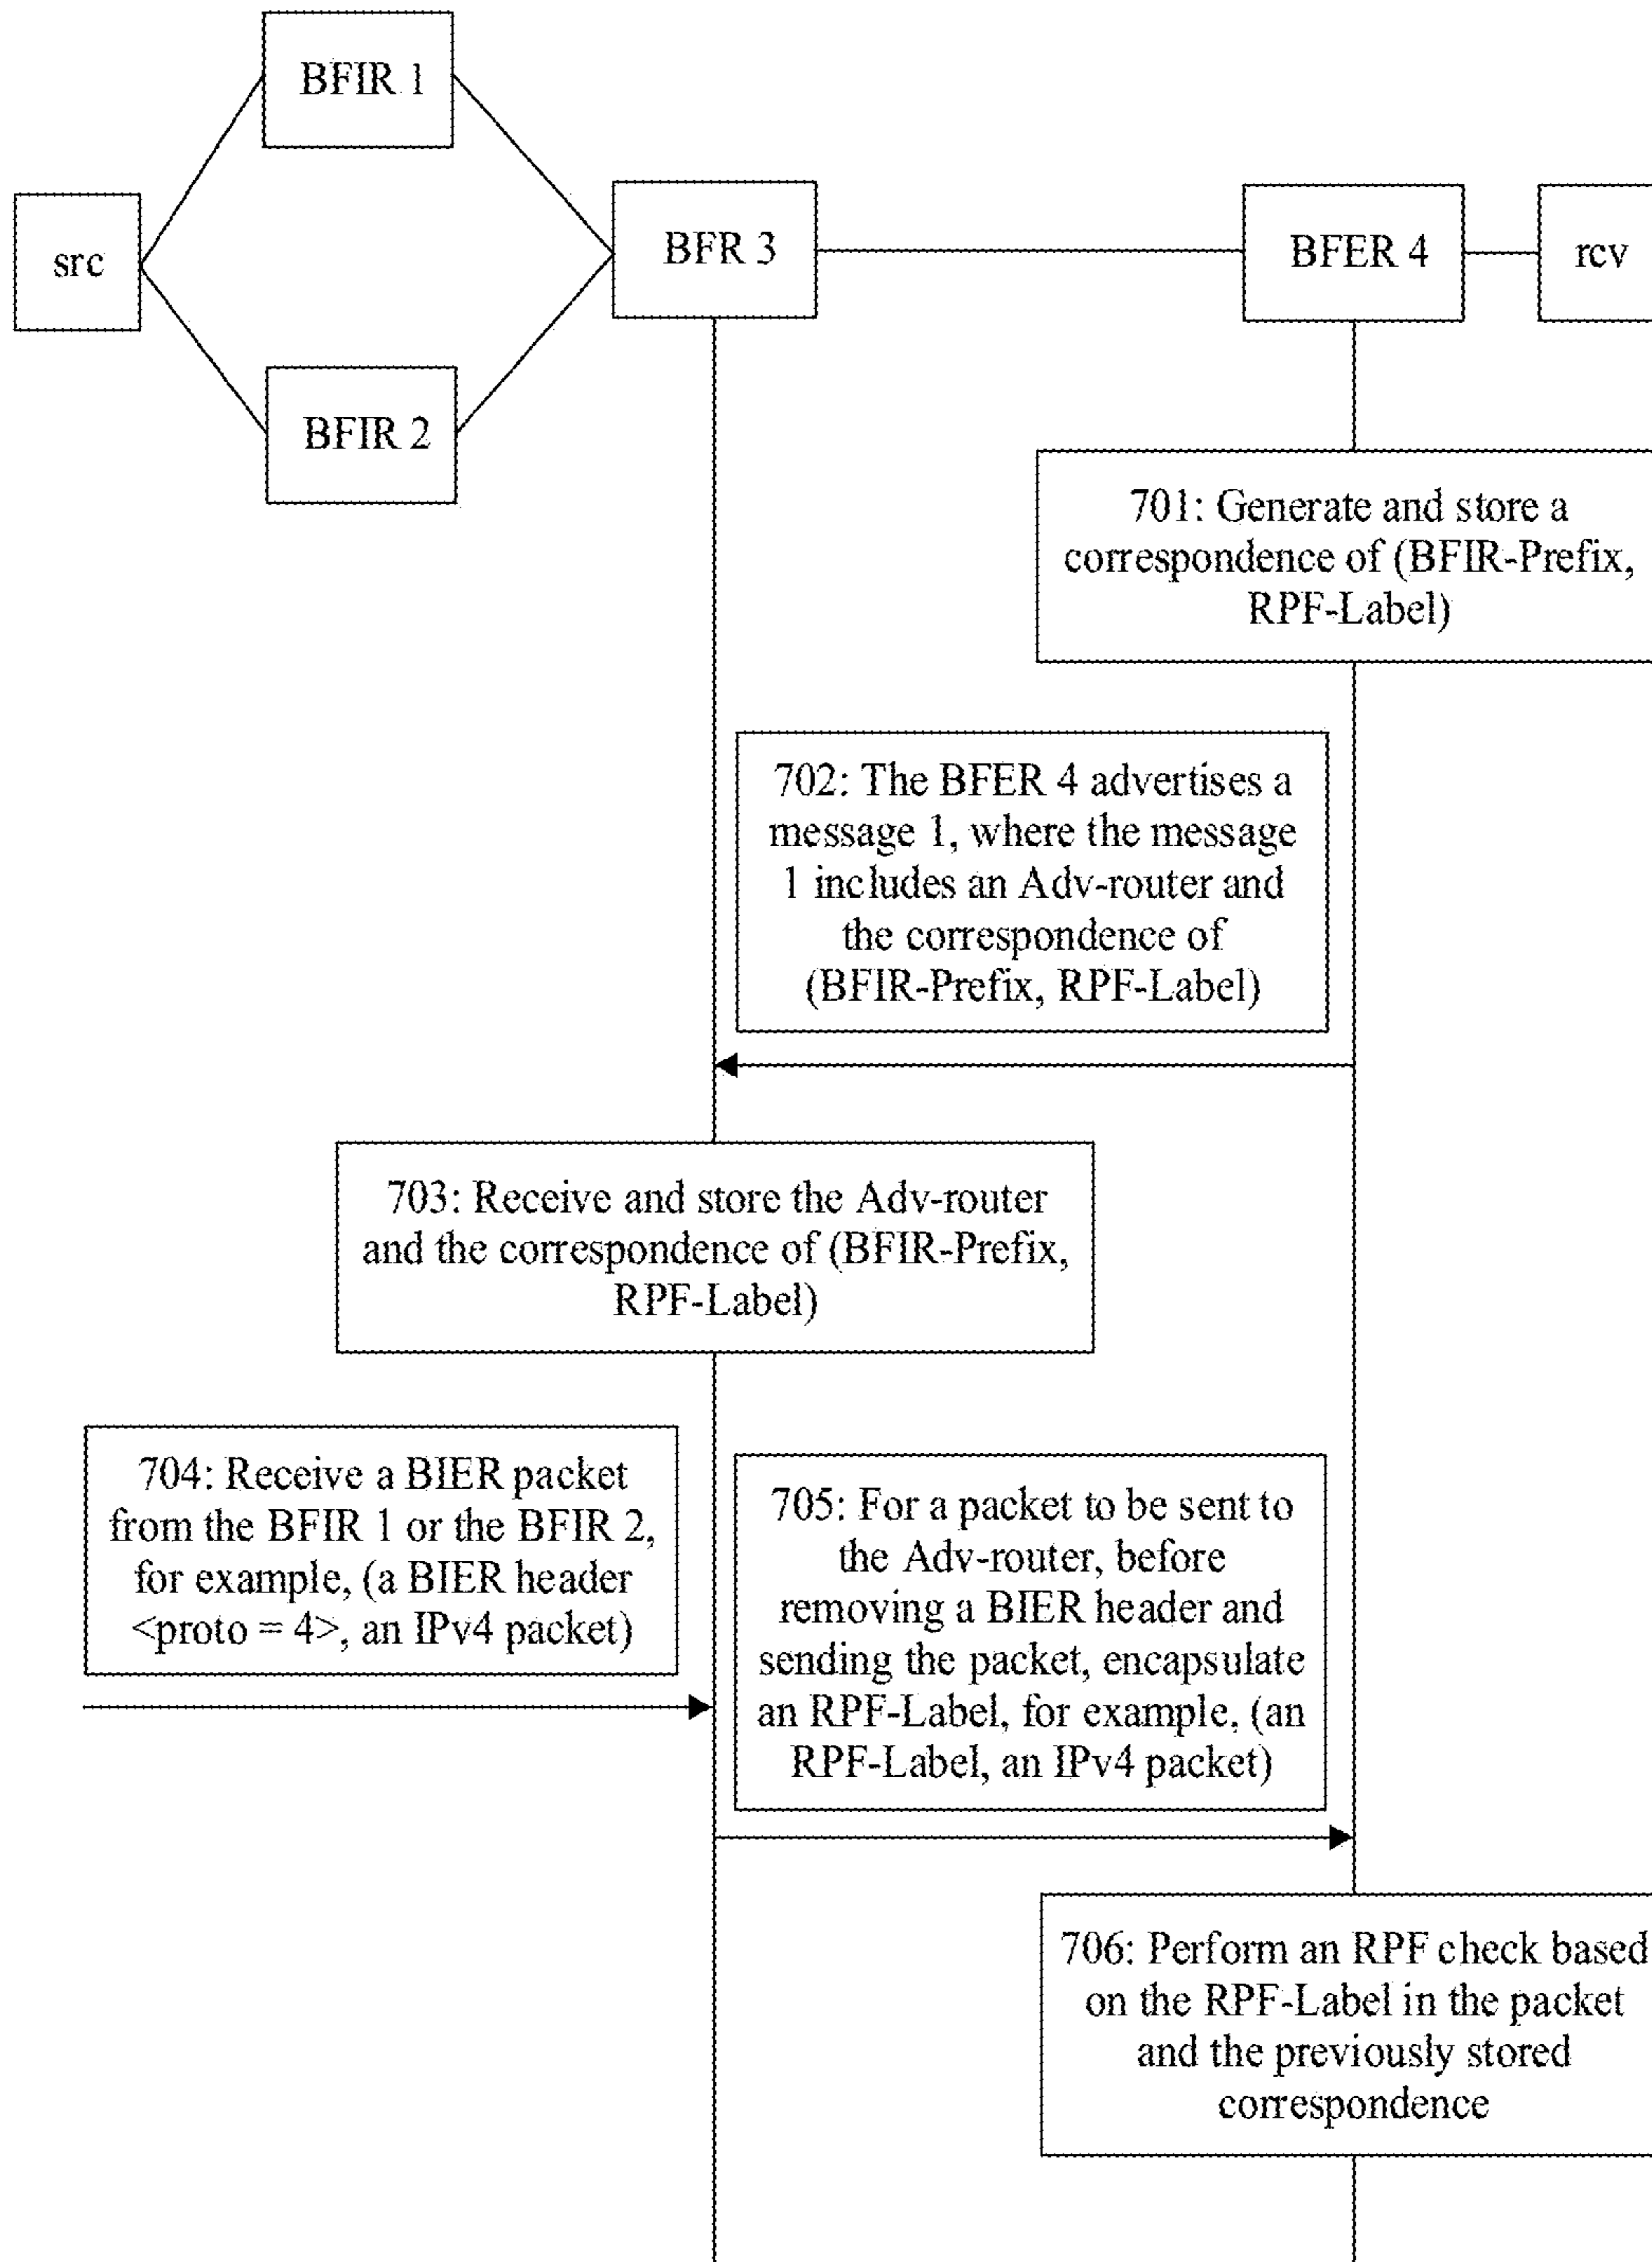 BFIR 1
src
BFR 3
BFER 4
rcv
BFIR 2
701: Generate and store a
correspondence of (BFIR-Prefix,
RPF-Label)
702: The BFER 4 advertises a
message 1, where the message
1 includes an Adv-router and
the correspondence of
(BFIR-Prefix, RPF-Label)
703: Receive and store the Adv-router
and the correspondence of (BFIR-Prefix,
RPF-Label)
704: Receive a BIER packet
from the BFIR 1 or the BFIR 2,
for example, (a BIER header
<proto = 4>, an IPv4 packet)
705: For a packet to be sent to
the Adv-router, before
removing a BIER header and
sending the packet, encapsulate
an RPF-Label, for example, (an
RPF-Label, an IPv4 packet)
706: Perform an RPF check based
on the RPF-Label in the packet
and the previously stored
correspondence